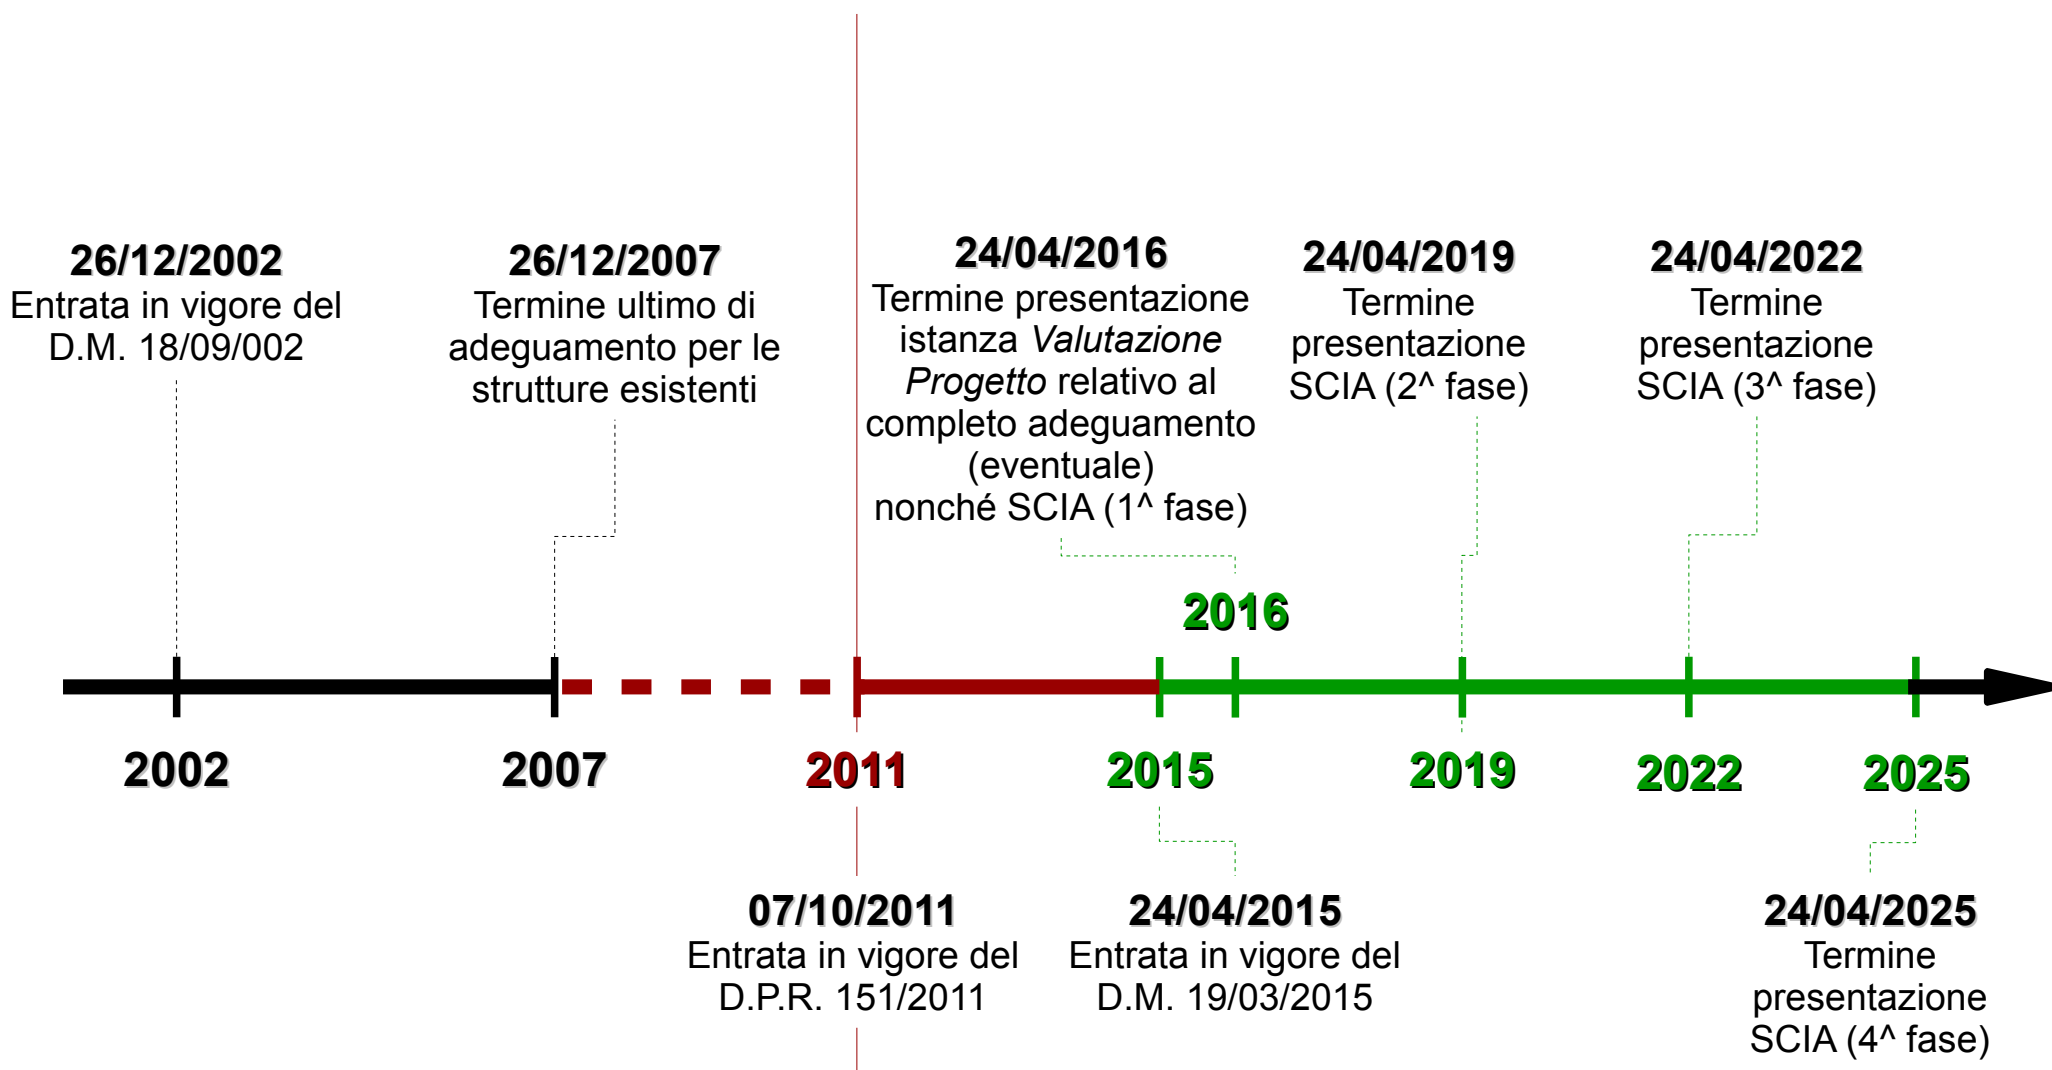 26/12/2002
Entrata in vigore del
D.M. 18/09/002
26/12/2007
Termine ultimo di
adeguamento per le
strutture esistenti
24/04/2016
Termine presentazione
istanza Valutazione
Progetto relativo al
completo adeguamento
(eventuale)
nonché SCIA (1^ fase)
24/04/2019
Termine
presentazione
SCIA (2^ fase)
24/04/2022
Termine
presentazione
SCIA (3^ fase)
2016
2002
2007
2011
2015
2019
2022
2025
07/10/2011
Entrata in vigore del
D.P.R. 151/2011
24/04/2015
Entrata in vigore del
D.M. 19/03/2015
24/04/2025
Termine
presentazione
SCIA (4^ fase)